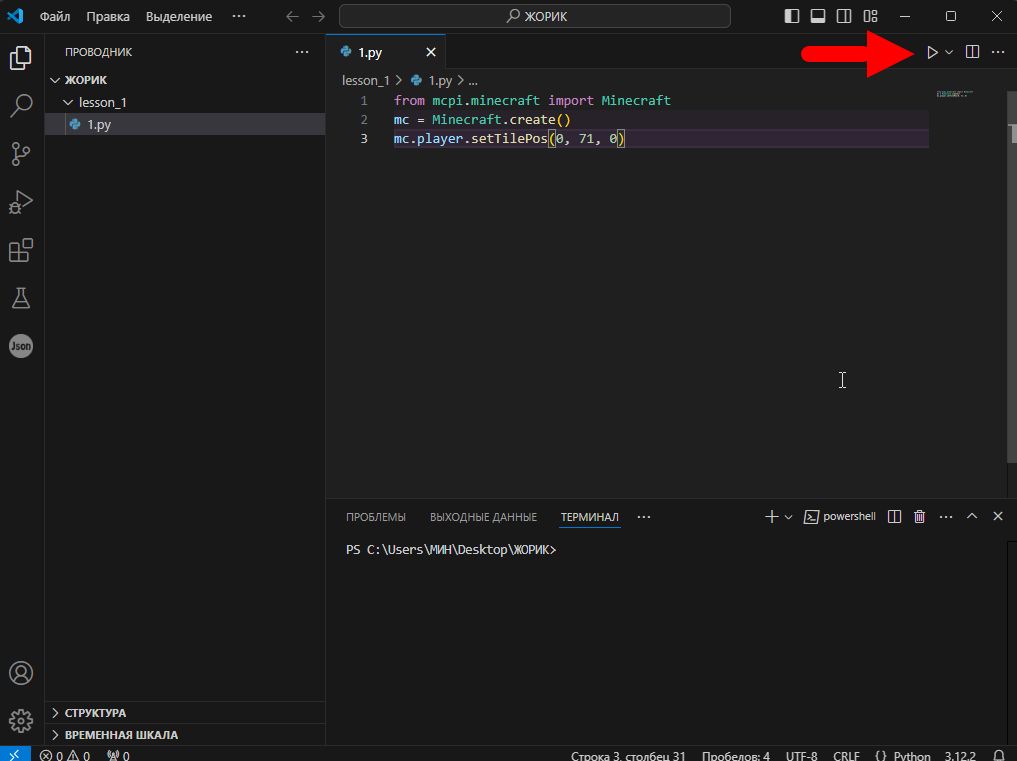 Файл Правка Выделение ··· ЖОРИК
ПРОВОДНИК ···
1.py
ЖОРИК
lesson_1 > 1.py > ...
lesson_1
1.py
1 from mcpi.minecraft import Minecraft
2 mc = Minecraft.create()
3 mc.player.setTilePos(0, 71, 0)
Json
ПРОБЛЕМЫ ВЫХОДНЫЕ ДАННЫЕ ТЕРМИНАЛ ··· powershell ···
PS C:\Users\МИН\Desktop\ЖОРИК>
СТРУКТУРА
ВРЕМЕННАЯ ШКАЛА
0 0 0 Строка 3, столбец 31 Пробелов: 4 UTF-8 CRLF {} Python 3.12.2